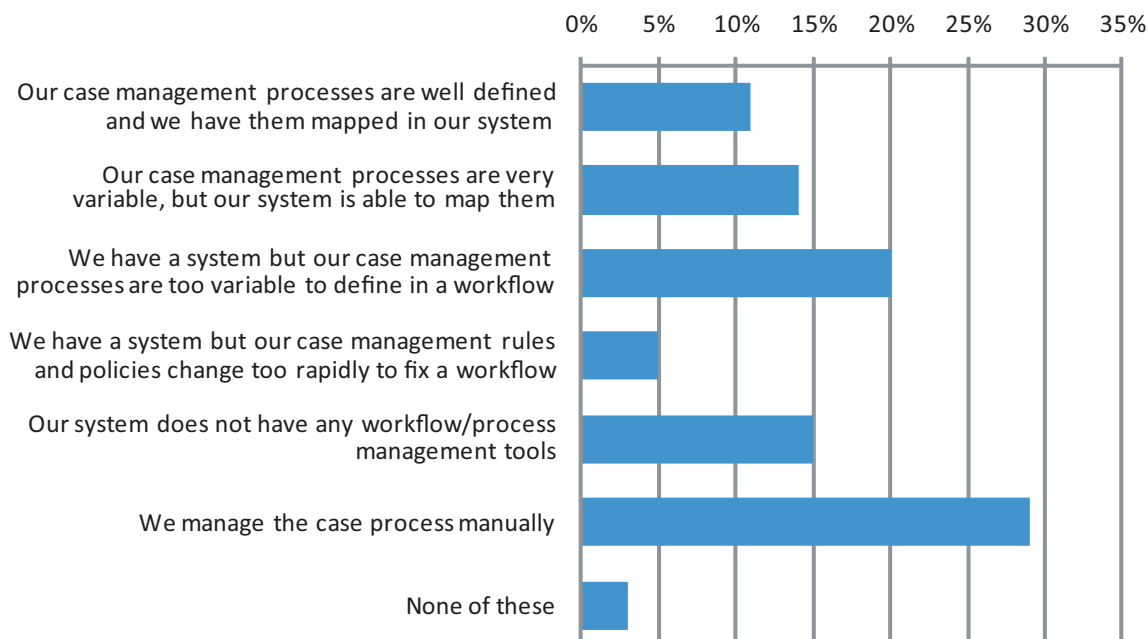 0% 5% 10% 15% 20% 25% 30% 35%
Our case management processes are well defined
and we have them mapped in our system
Our case management processes are very
variable, but our system is able to map them
We have a system but our case management
processes are too variable to define in a workflow
We have a system but our case management rules
and policies change too rapidly to fix a workflow
Our system does not have any workflow/process
management tools
We manage the case process manually
None of these